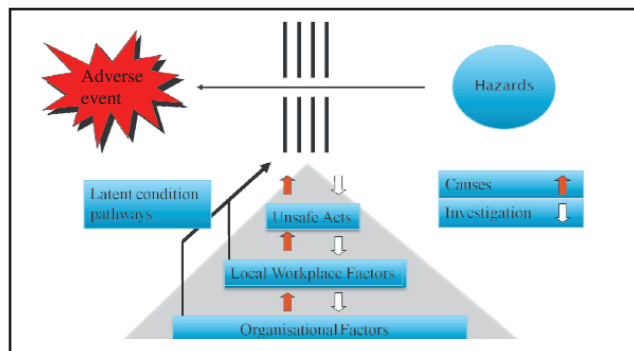 Adverse
event
Hazards
Latent condition
pathways
Causes
Investigation
Unsafe Acts
Local Workplace Factors
Organisational Factors